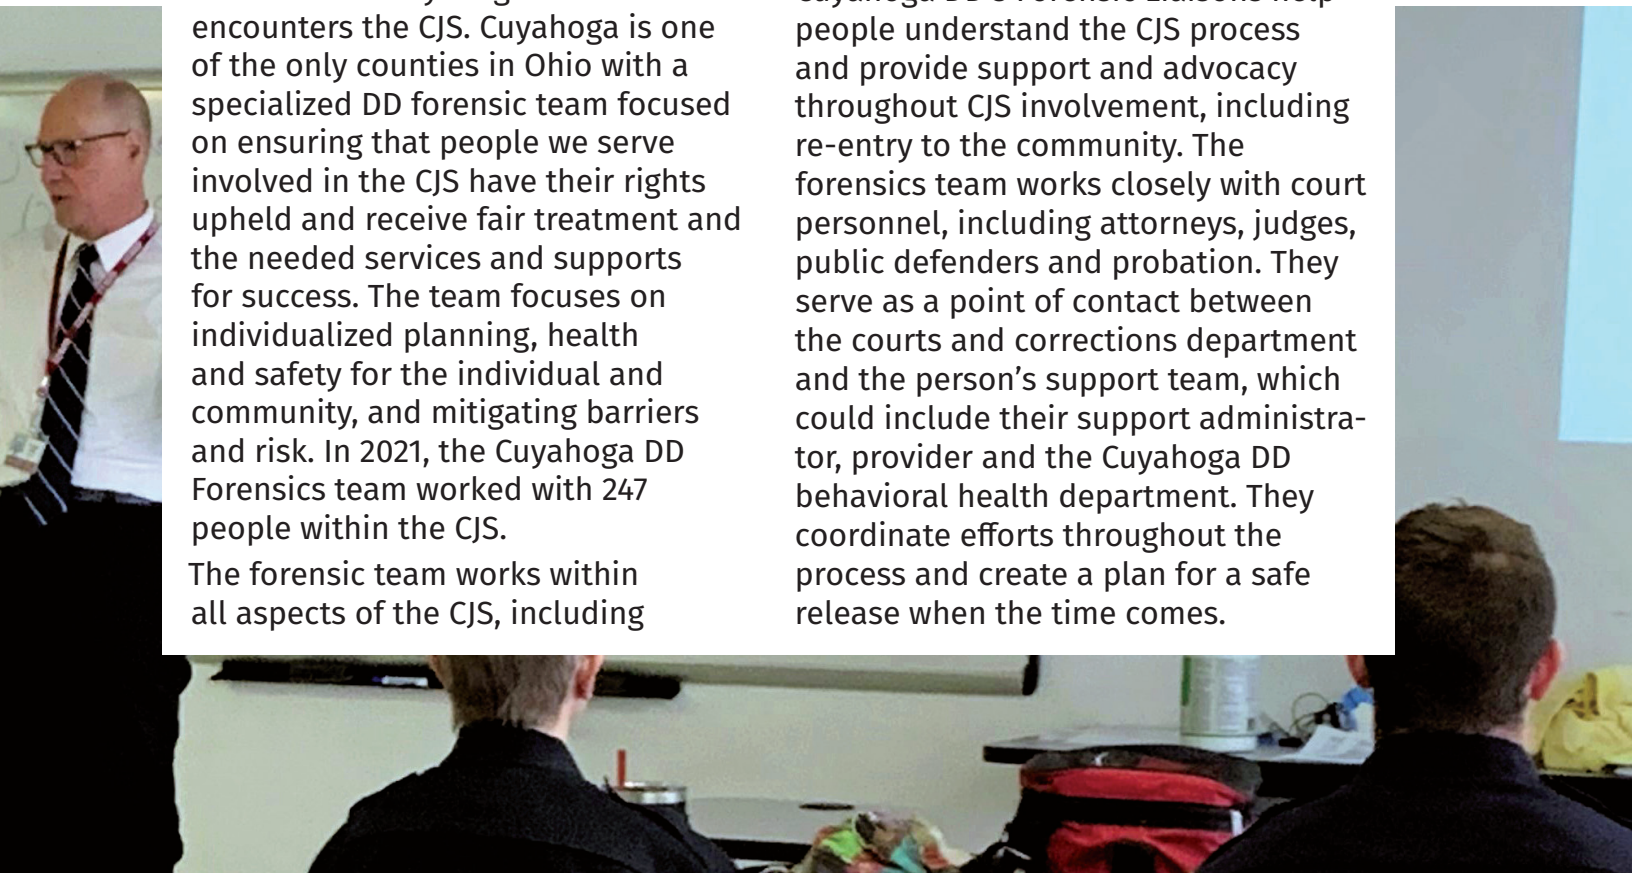 encounters the CJS. Cuyahoga is one
of the only counties in Ohio with a
specialized DD forensic team focused
on ensuring that people we serve
involved in the CJS have their rights
upheld and receive fair treatment and
the needed services and supports
for success. The team focuses on
individualized planning, health
and safety for the individual and
community, and mitigating barriers
and risk. In 2021, the Cuyahoga DD
Forensics team worked with 247
people within the CJS.
The forensic team works within
all aspects of the CJS, including
Cuyahoga DD's Forensic Liaisons help
people understand the CJS process
and provide support and advocacy
throughout CJS involvement, including
re-entry to the community. The
forensics team works closely with court
personnel, including attorneys, judges,
public defenders and probation. They
serve as a point of contact between
the courts and corrections department
and the person’s support team, which
could include their support administra-
tor, provider and the Cuyahoga DD
behavioral health department. They
coordinate efforts throughout the
process and create a plan for a safe
release when the time comes.